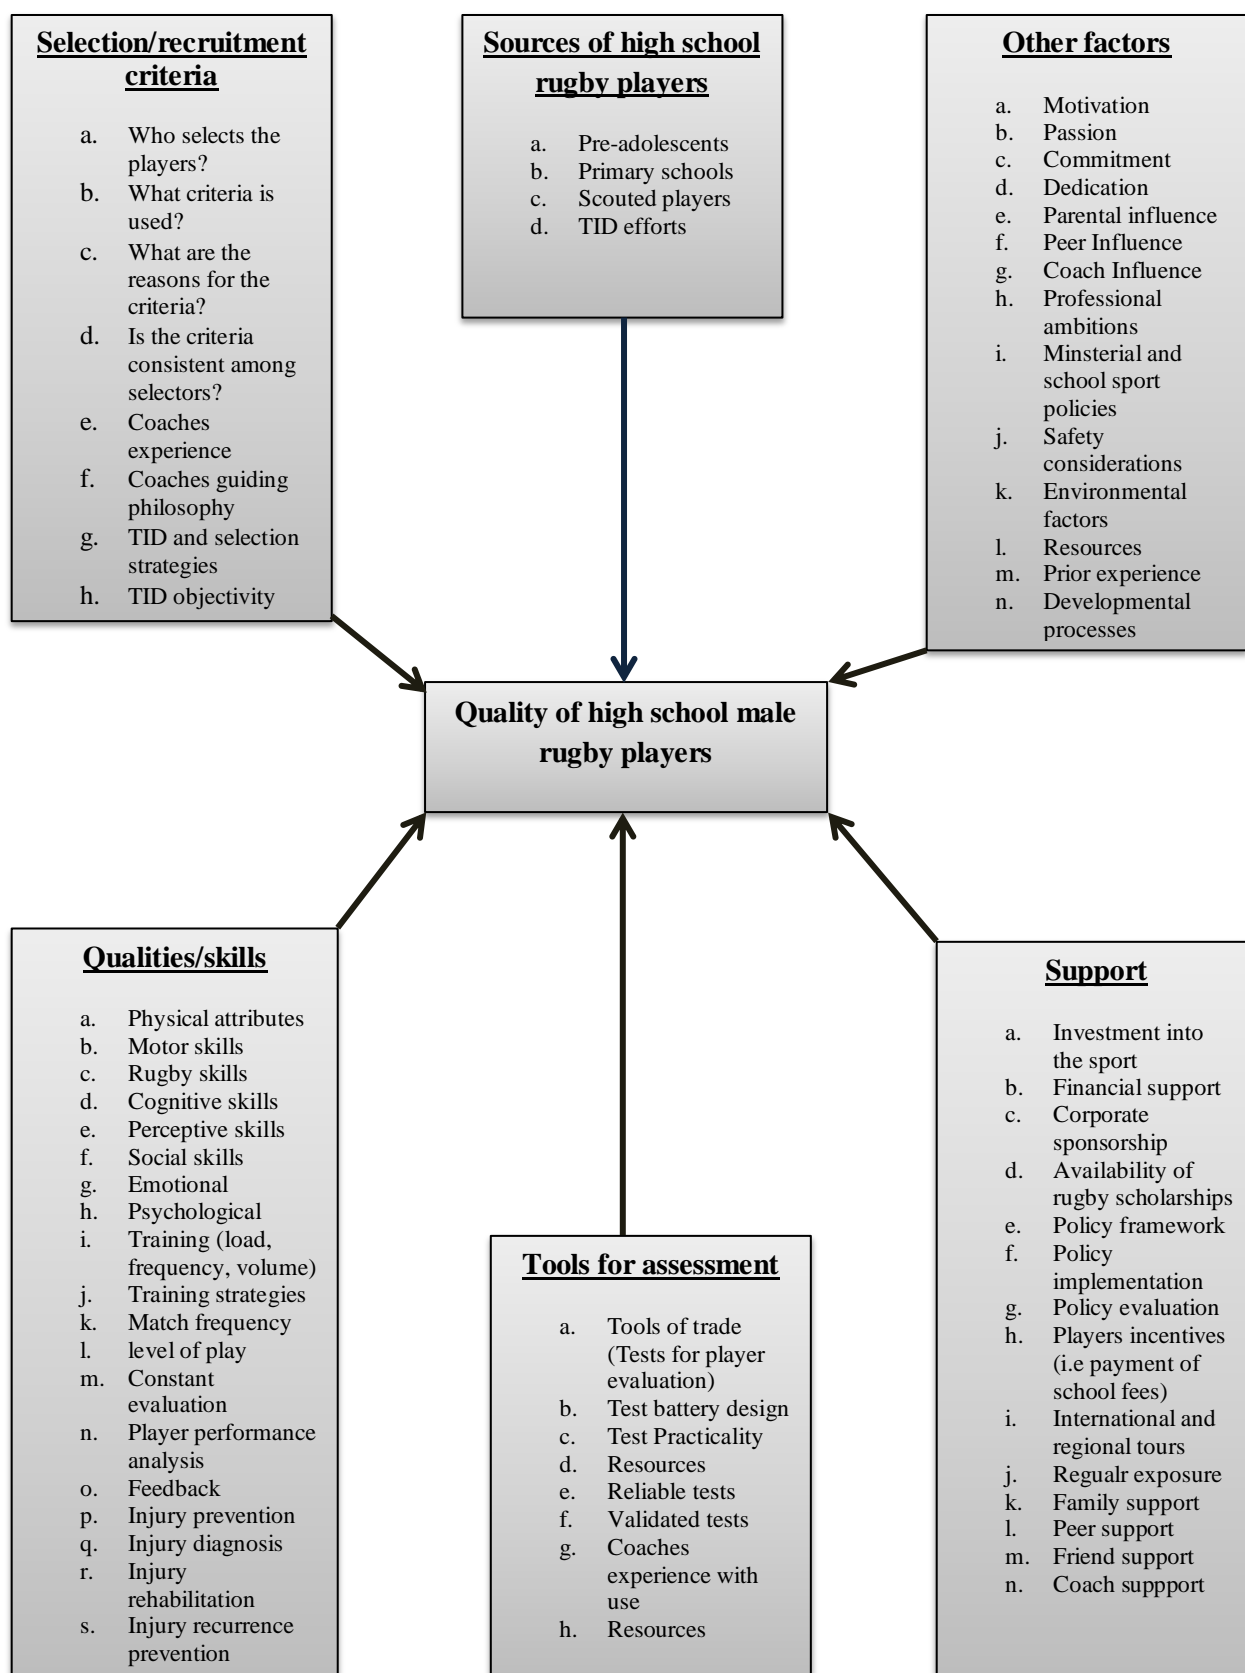 Selection/recruitment
criteria
a. Who selects the
players?
b. What criteria is
used?
c. What are the
reasons for the
criteria?
d. Is the criteria
consistent among
selectors?
e. Coaches
experience
f. Coaches guiding
philosophy
g. TID and selection
strategies
h. TID objectivity
Sources of high school
rugby players
a. Pre-adolescents
b. Primary schools
c. Scouted players
d. TID efforts
Other factors
a. Motivation
b. Passion
c. Commitment
d. Dedication
e. Parental influence
f. Peer Influence
g. Coach Influence
h. Professional
ambitions
i. Minsterial and
school sport
policies
j. Safety
considerations
k. Environmental
factors
l. Resources
m. Prior experience
n. Developmental
processes
Quality of high school male
rugby players
Qualities/skills
a. Physical attributes
b. Motor skills
c. Rugby skills
d. Cognitive skills
e. Perceptive skills
f. Social skills
g. Emotional
h. Psychological
i. Training (load,
frequency, volume)
j. Training strategies
k. Match frequency
l. level of play
m. Constant
evaluation
n. Player performance
analysis
o. Feedback
p. Injury prevention
q. Injury diagnosis
r. Injury
rehabilitation
s. Injury recurrence
prevention
Tools for assessment
a. Tools of trade
(Tests for player
evaluation)
b. Test battery design
c. Test Practicality
d. Resources
e. Reliable tests
f. Validated tests
g. Coaches
experience with
use
h. Resources
Support
a. Investment into
the sport
b. Financial support
c. Corporate
sponsorship
d. Availability of
rugby scholarships
e. Policy framework
f. Policy
implementation
g. Policy evaluation
h. Players incentives
(i.e payment of
school fees)
i. International and
regional tours
j. Regualr exposure
k. Family support
l. Peer support
m. Friend support
n. Coach suppport